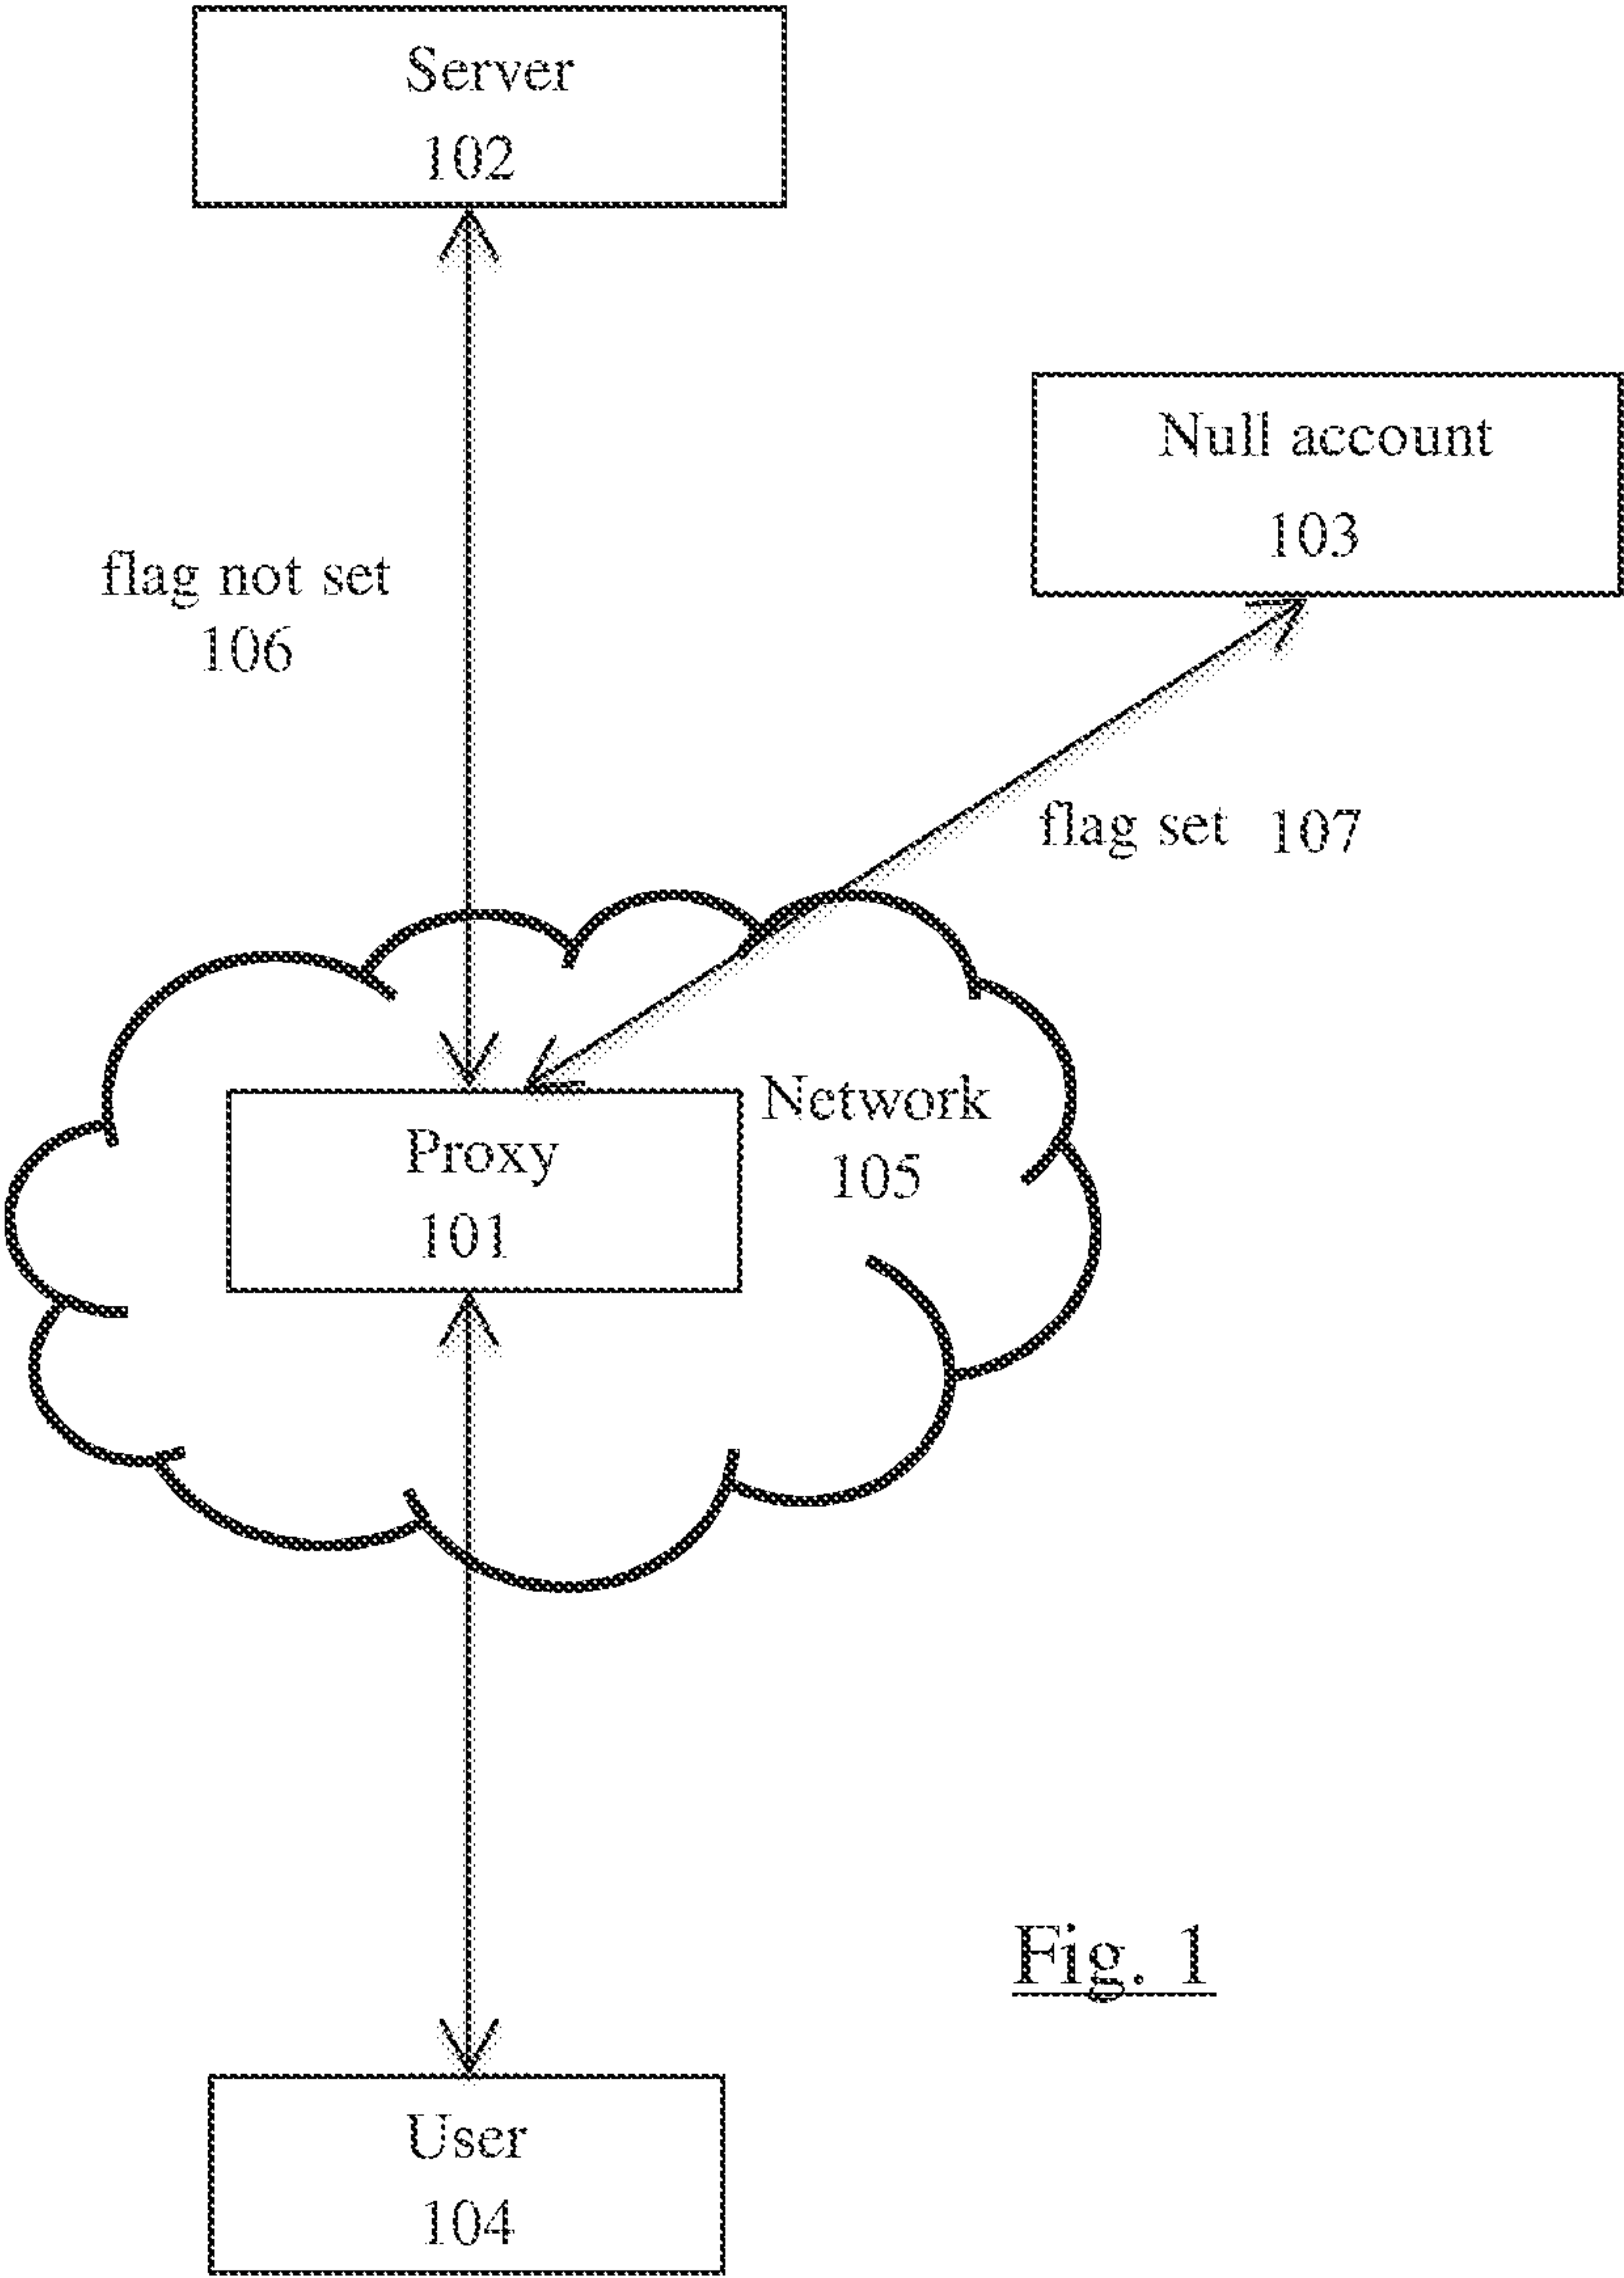 Server
102
Null account
103
flag not set
106
flag set 107
Network
105
Proxy
101
Fig. 1
User
104